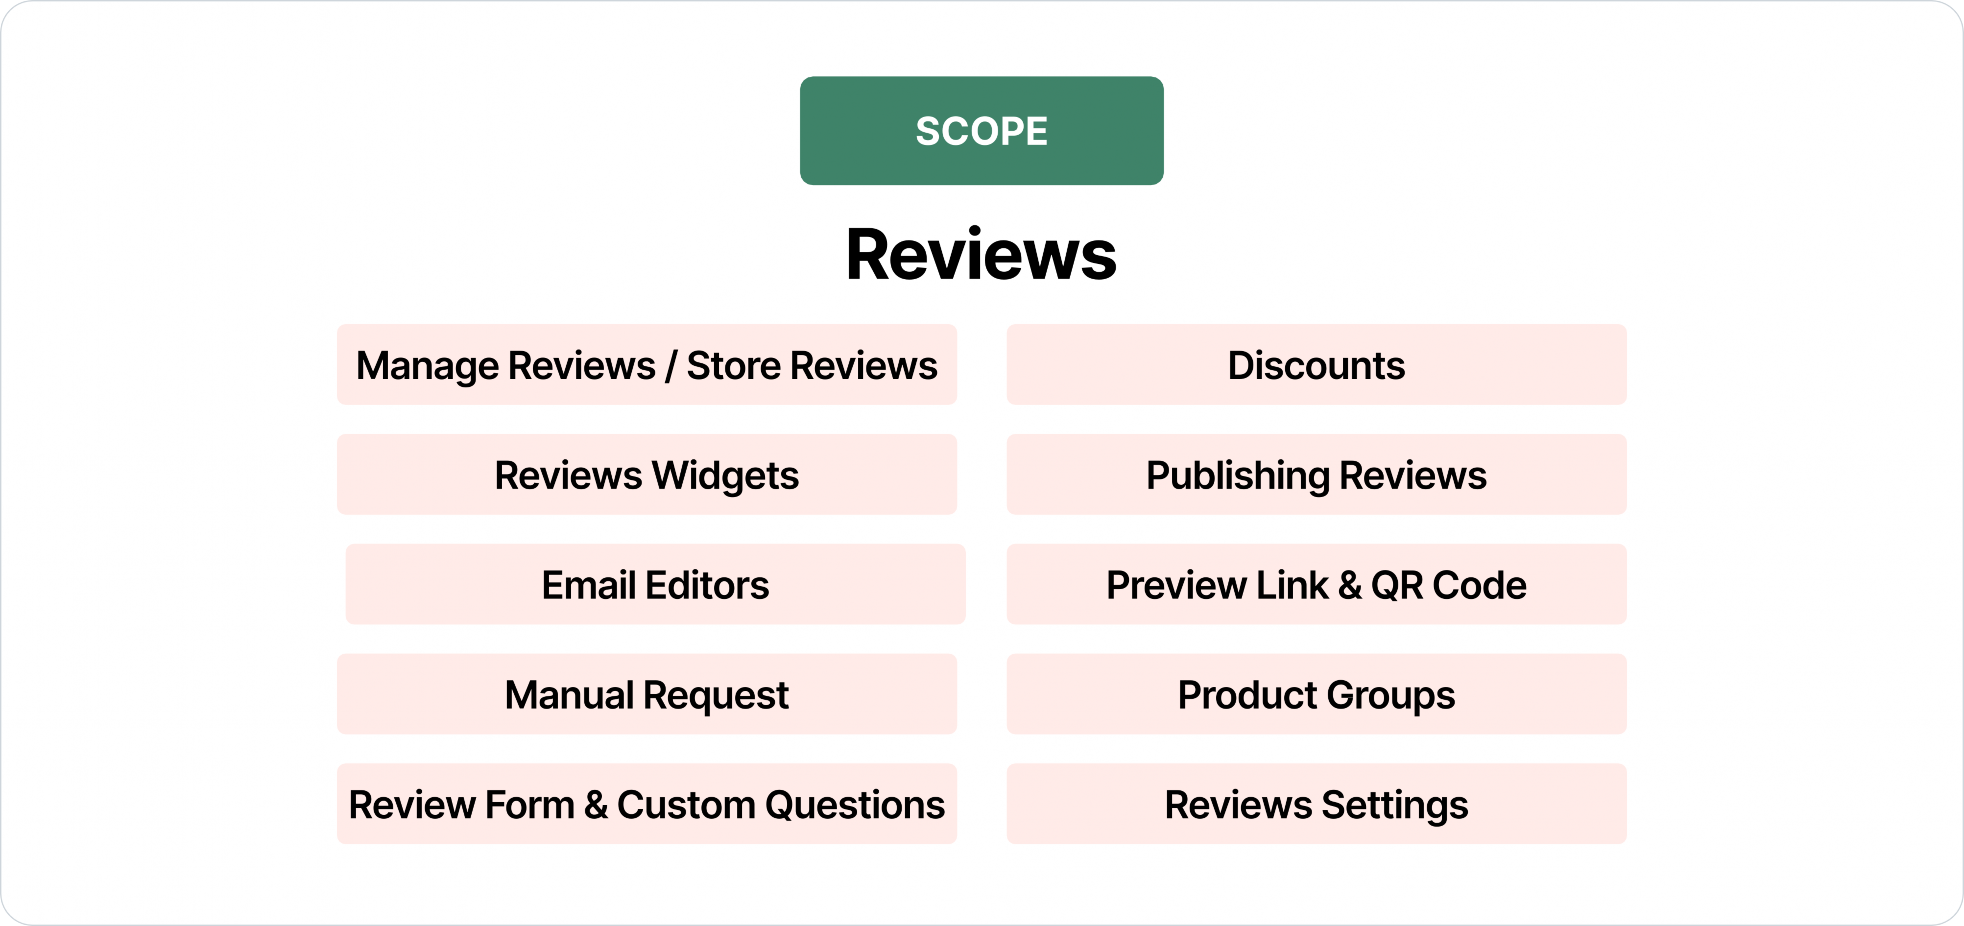 SCOPE
Reviews
Manage Reviews / Store Reviews
Discounts
Reviews Widgets
Publishing Reviews
Email Editors
Preview Link & QR Code
Manual Request
Product Groups
Review Form & Custom Questions
Reviews Settings